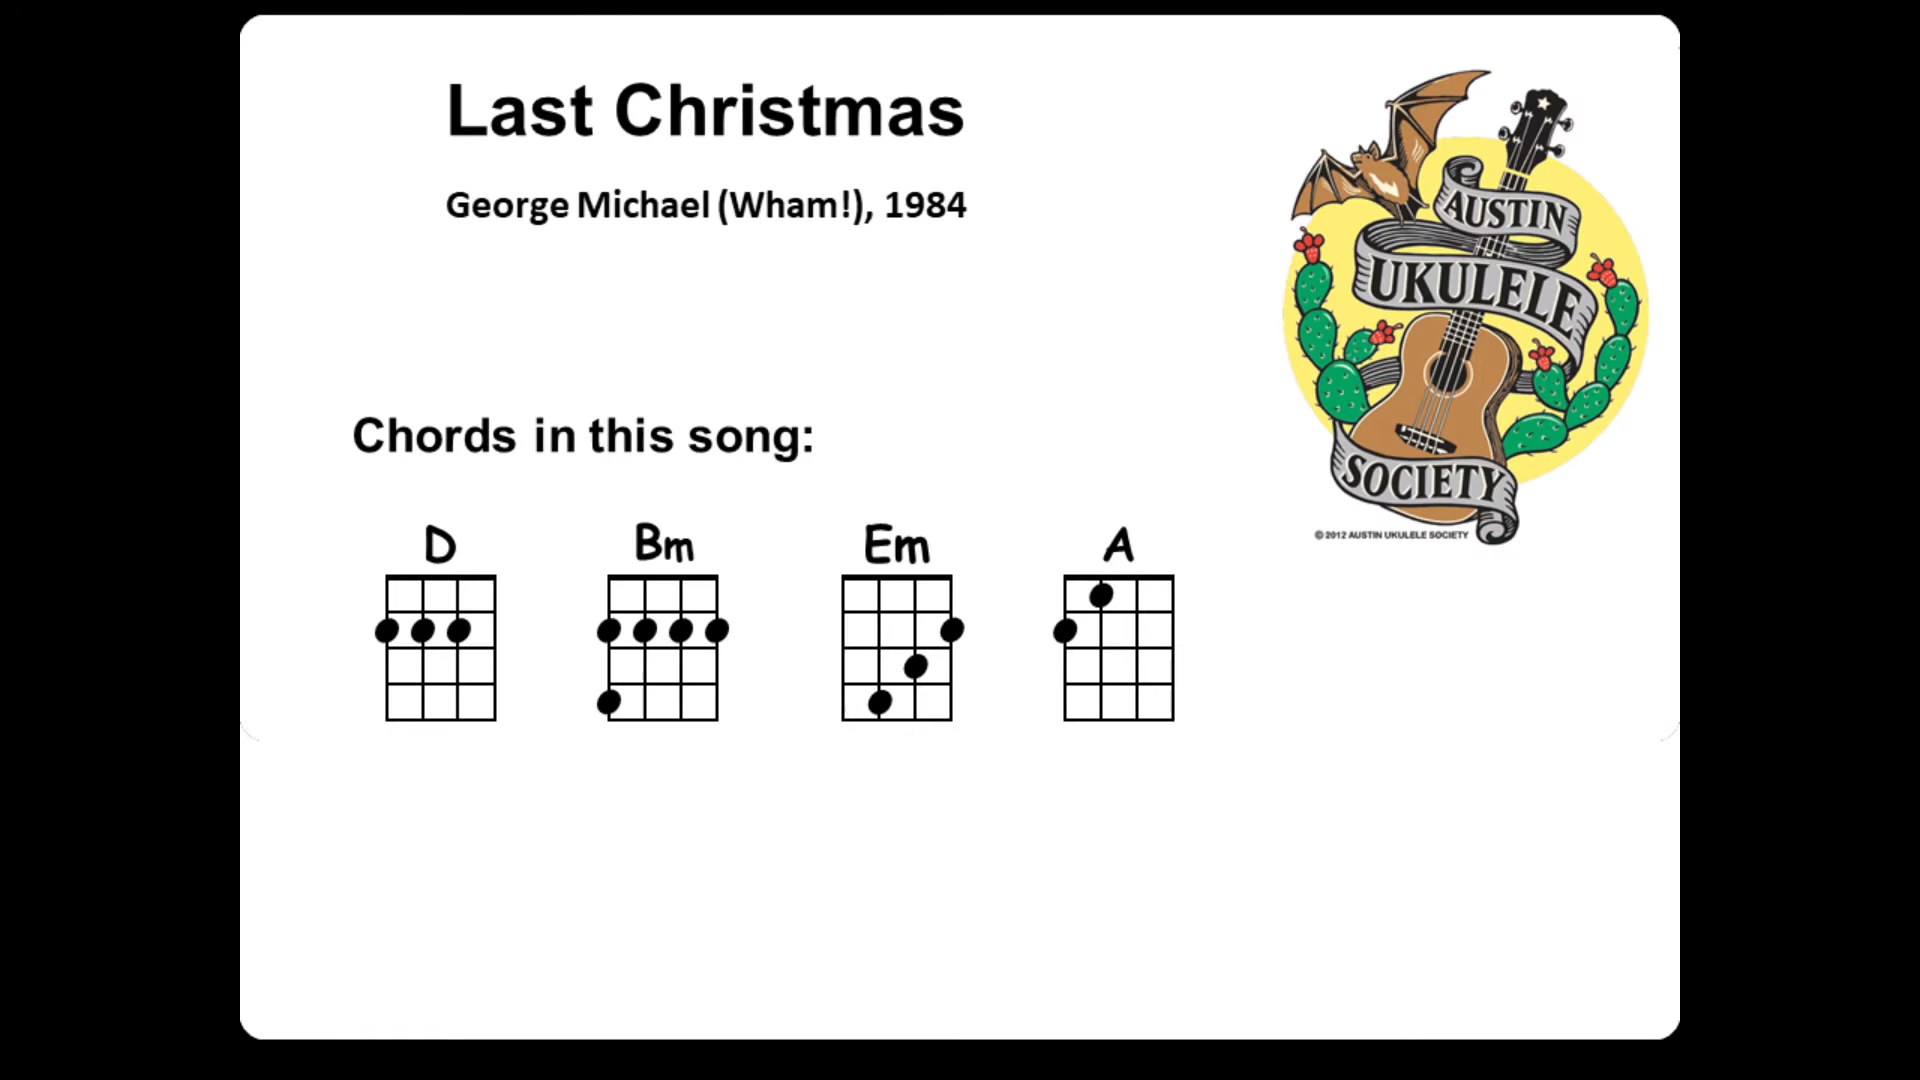 Last Christmas
George Michael (Wham!), 1984
AUSTIN
UKULELE
SOCIETY
© 2012 AUSTIN UKULELE SOCIETY
Chords in this song:
D Bm Em A